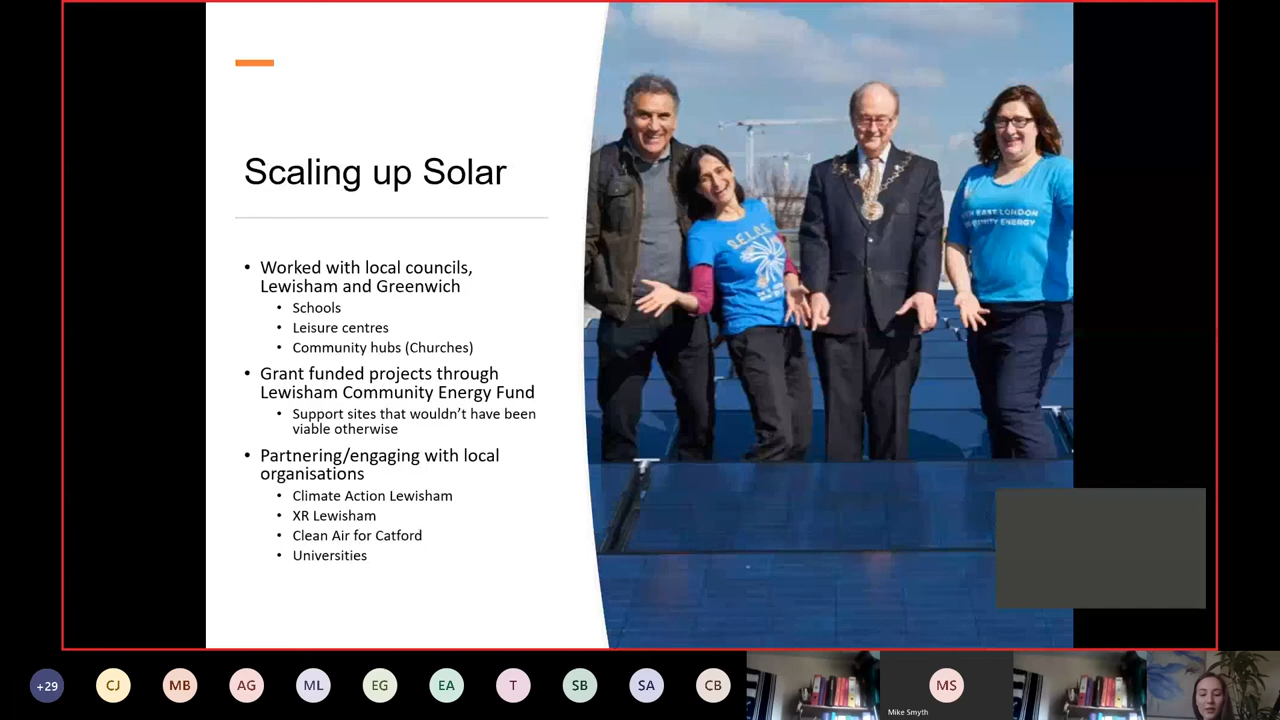 Scaling up Solar
• Worked with local councils,
Lewisham and Greenwich
• Schools
• Leisure centres
• Community hubs (Churches)
• Grant funded projects through
Lewisham Community Energy Fund
• Support sites that wouldn’t have been
viable otherwise
• Partnering/engaging with local
organisations
• Climate Action Lewisham
• XR Lewisham
• Clean Air for Catford
• Universities
S.E.L.C.E
EAST LONDON
ENERGY
+29
CJ
MB
AG
ML
EG
EA
T
SB
SA
CB
MS
Mike Smyth